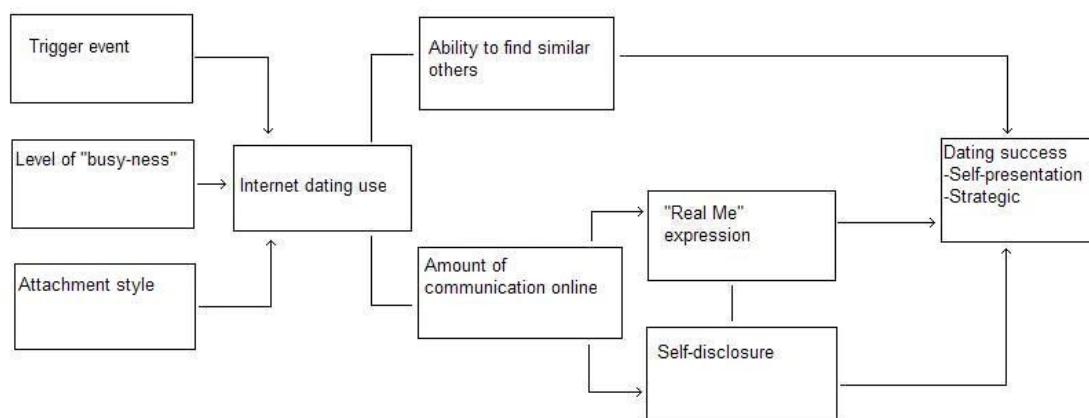 Trigger event
Ability to find similar
others
Level of "busy-ness"
Internet dating use
Dating success
-Self-presentation
-Strategic
"Real Me"
expression
Attachment style
Amount of
communication online
Self-disclosure